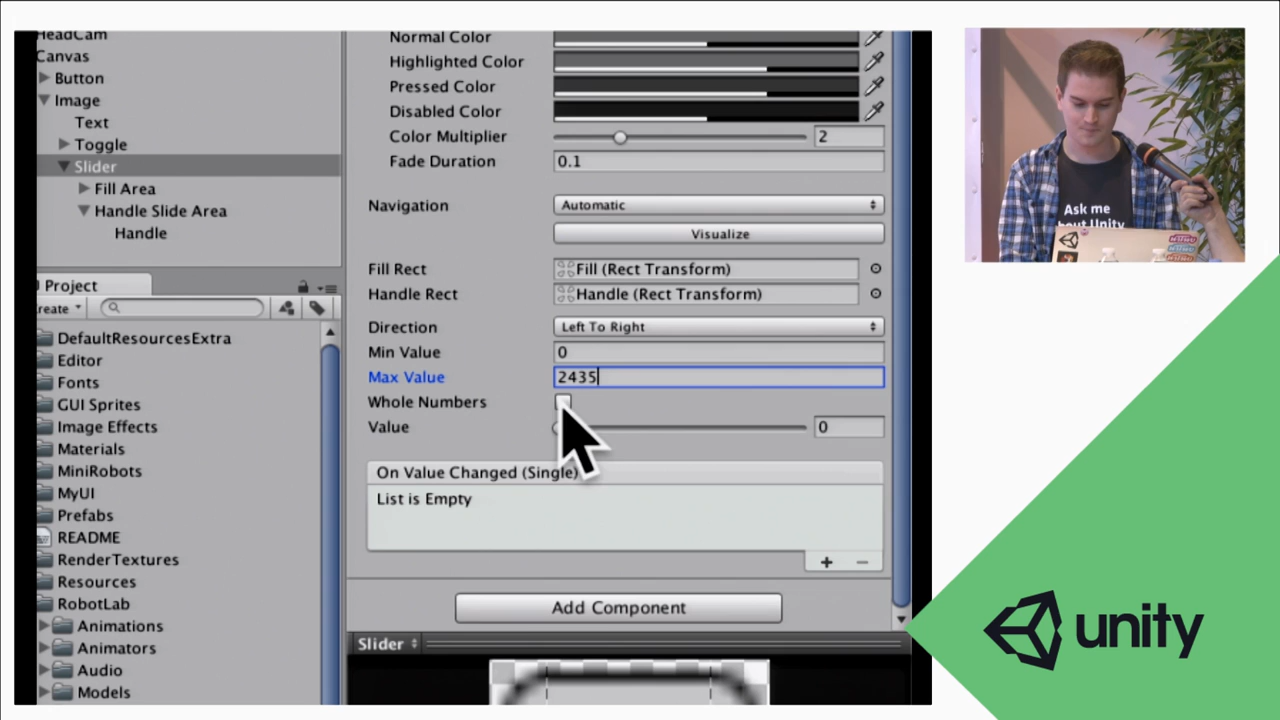 HeadCam
Canvas
Button
Image
Text
Toggle
Slider
Fill Area
Handle Slide Area
Handle
Project
reate
DefaultResourcesExtra
Editor
Fonts
GUI Sprites
Image Effects
Materials
MiniRobots
MyUI
Prefabs
README
RenderTextures
Resources
RobotLab
Animations
Animators
Audio
Models
Normal Color
Highlighted Color
Pressed Color
Disabled Color
Color Multiplier 2
Fade Duration 0.1
Navigation Automatic
Visualize
Fill Rect Fill (Rect Transform)
Handle Rect Handle (Rect Transform)
Direction Left To Right
Min Value 0
Max Value 2435
Whole Numbers
Value 0
On Value Changed (Single)
List is Empty
+ −
Add Component
Slider
Ask me
bout Unity
unity